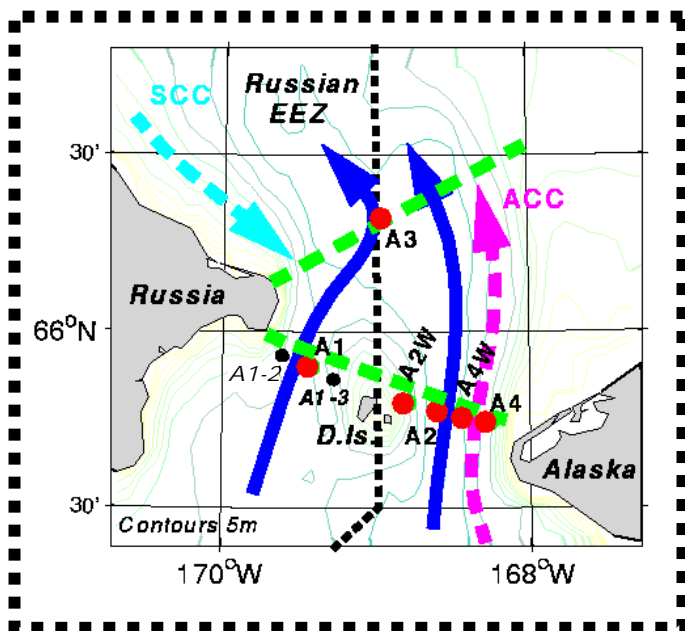 Russian
EEZ
SCC
30'
ACC
A3
Russia
66°N
A1
A1-2
A2W
A4W
A1-3
A4
D.Is.
A2
Alaska
30'
Contours 5m
170°W
168°W